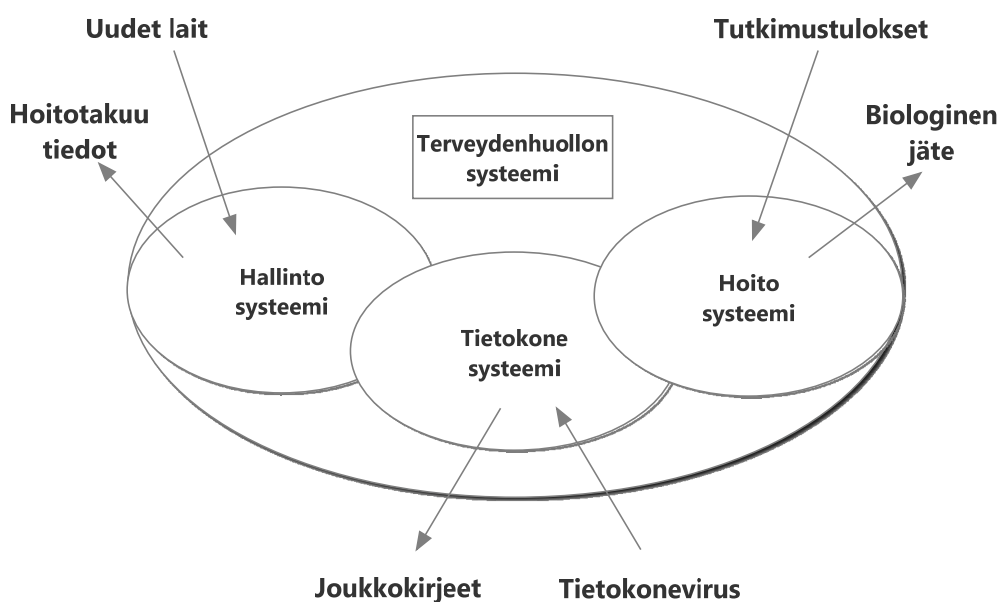 Uudet lait
Tutkimustulokset
Hoitotakuu
tiedot
Biologinen
jäte
Terveydenhuollon
systeemi
Hallinto
systeemi
Tietokone
systeemi
Hoito
systeemi
Joukkokirjeet
Tietokonevirus